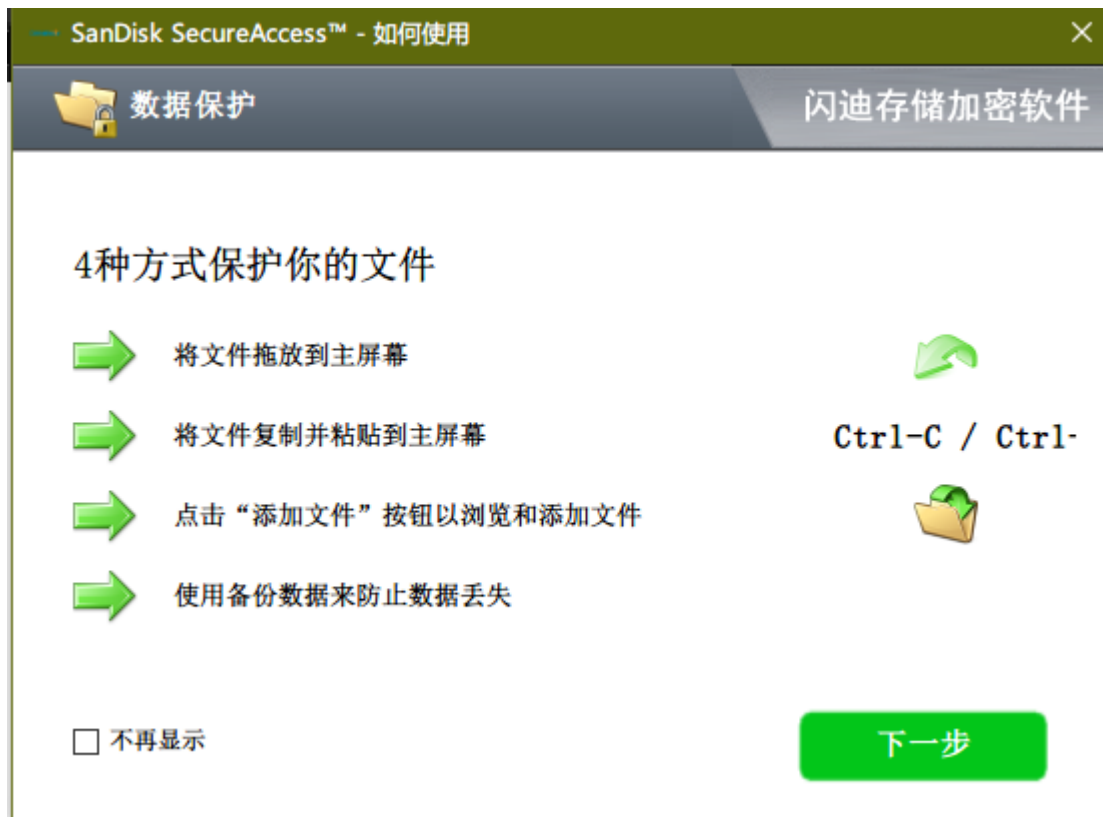 SanDisk SecureAccess™ - 如何使用
数据保护
闪迪存储加密软件
4种方式保护你的文件
将文件拖放到主屏幕
将文件复制并粘贴到主屏幕
Ctrl-C / Ctrl-
点击“添加文件”按钮以浏览和添加文件
使用备份数据来防止数据丢失
不再显示
下一步